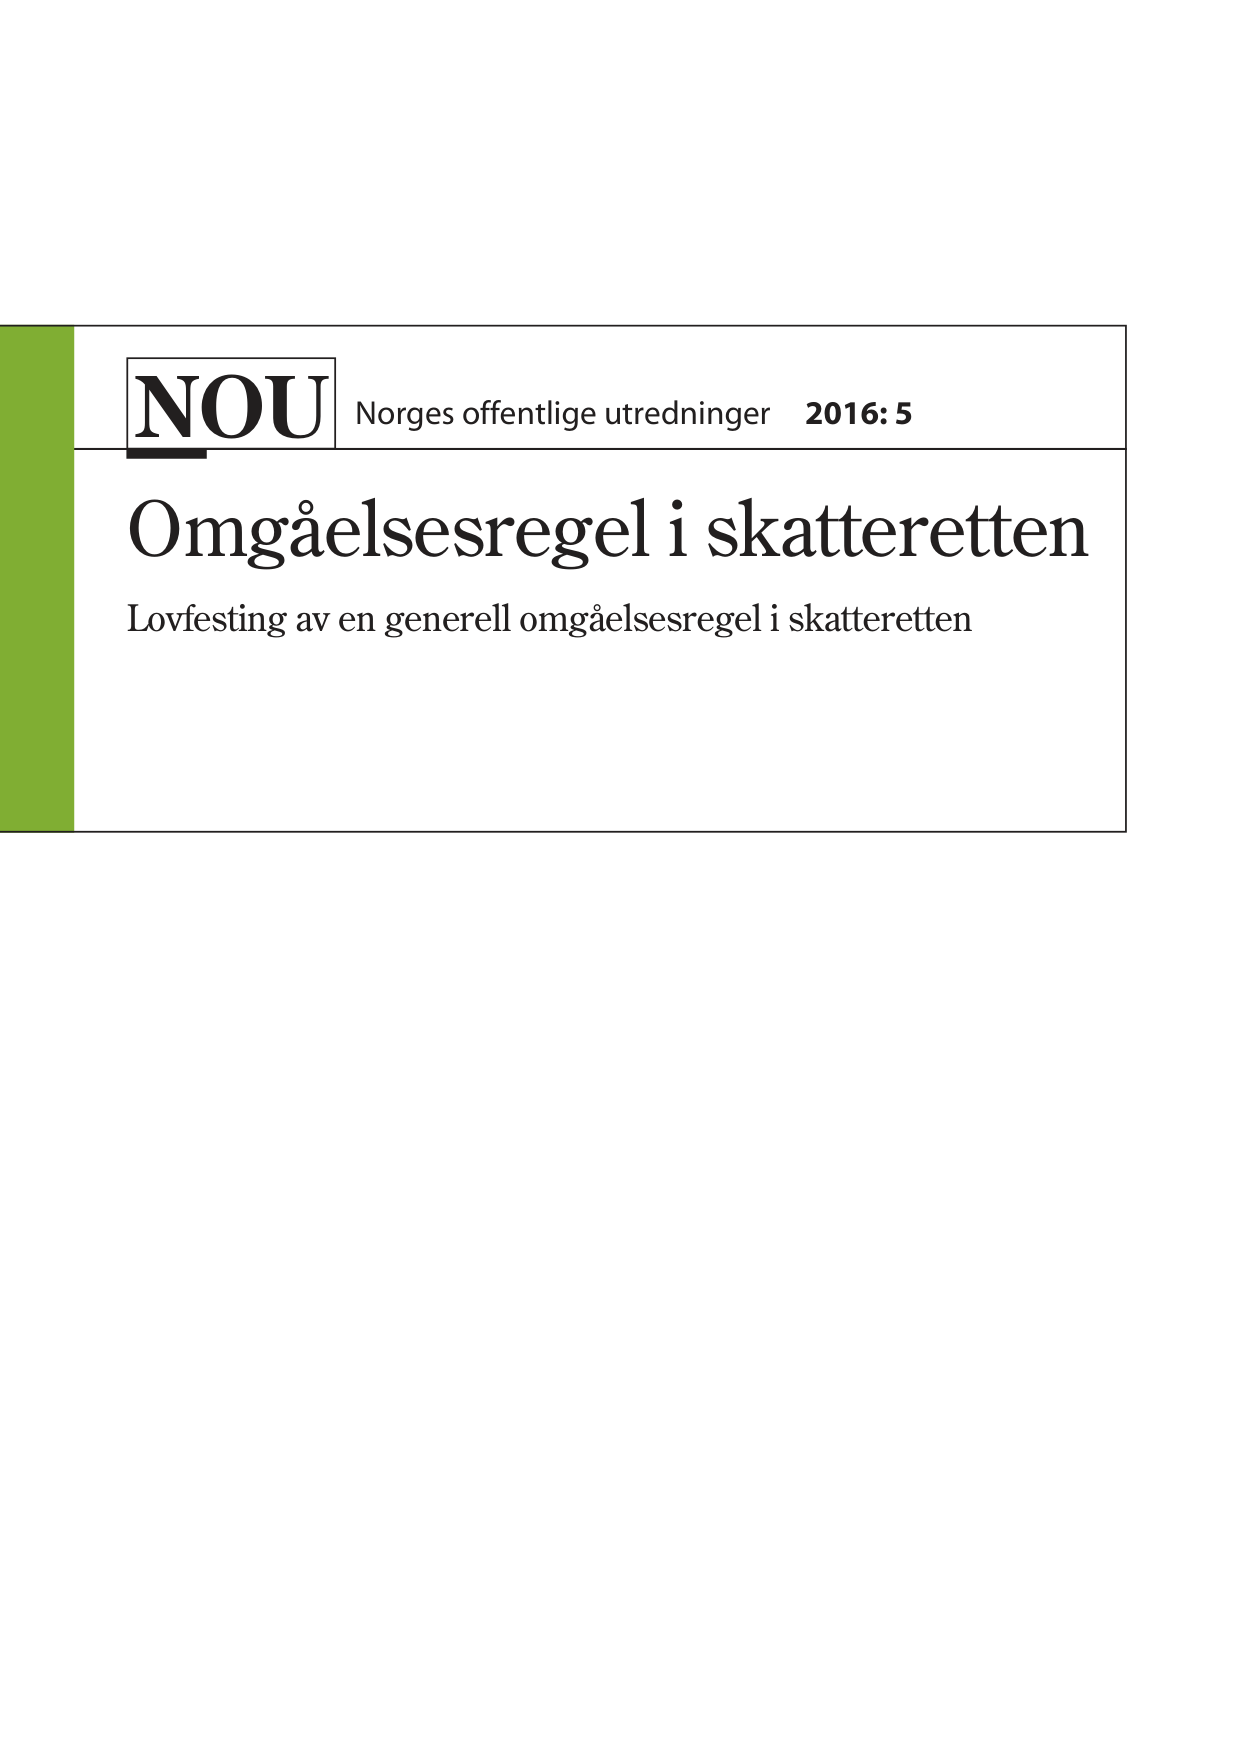 NOU Norges offentlige utredninger 2016: 5
Omgåelsesregel i skatteretten
Lovfesting av en generell omgåelsesregel i skatteretten